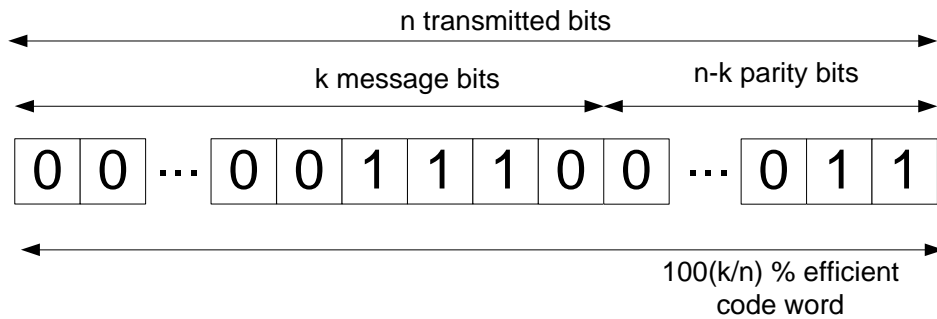 n transmitted bits
k message bits
n-k parity bits
0 0 ... 0 0 1 1 1 0 0 ... 0 1 1
100(k/n) % efficient
code word